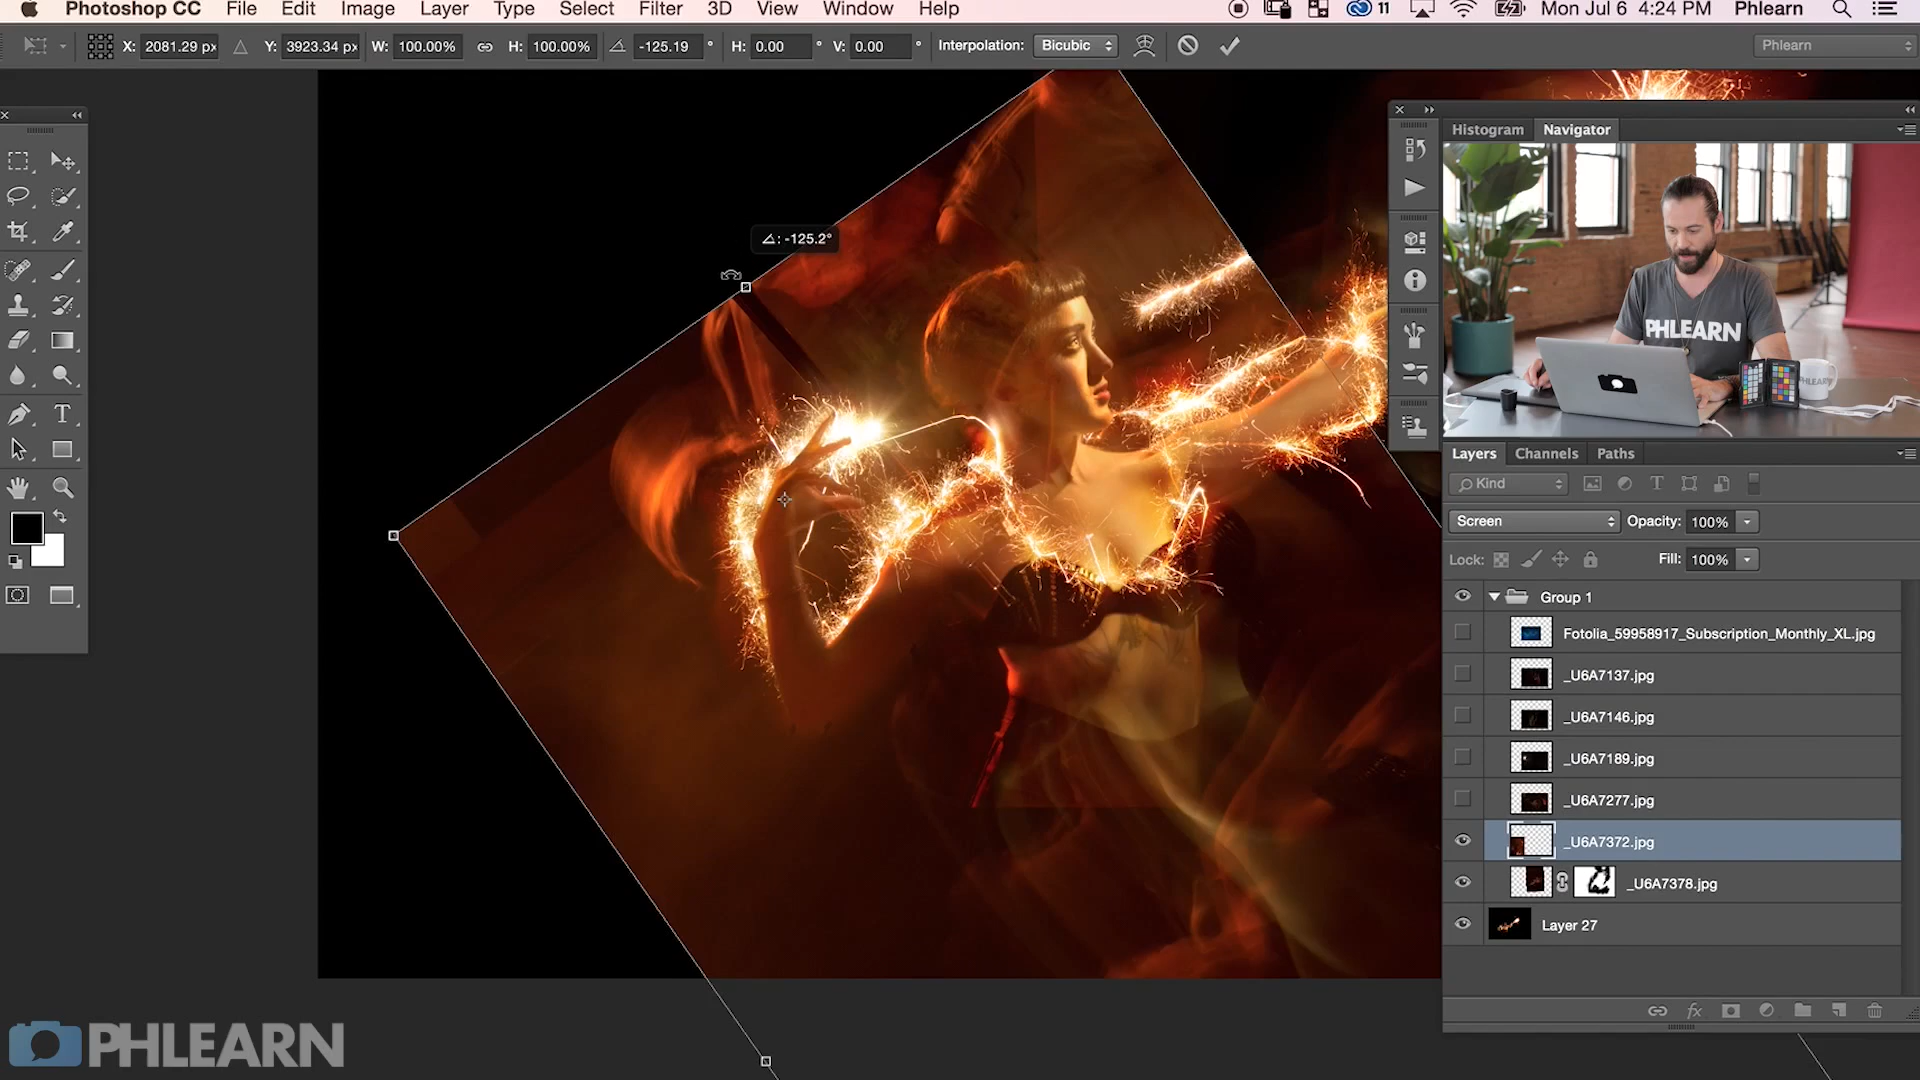 Photoshop CC File Edit Image Layer Type Select Filter 3D View Window Help 11 Mon Jul 6 4:24 PM Phlearn
X: 2081.29 px Y: 3923.34 px W: 100.00% H: 100.00% -125.19 ° H: 0.00 ° V: 0.00 ° Interpolation: Bicubic Phlearn
Histogram Navigator
: -125.2°
PHLEARN
PHLEARN
Layers Channels Paths
Kind
Screen Opacity: 100%
Lock: Fill: 100%
Group 1
Fotolia_59958917_Subscription_Monthly_XL.jpg
_U6A7137.jpg
_U6A7146.jpg
_U6A7189.jpg
_U6A7277.jpg
_U6A7372.jpg
_U6A7378.jpg
Layer 27
fx
PHLEARN